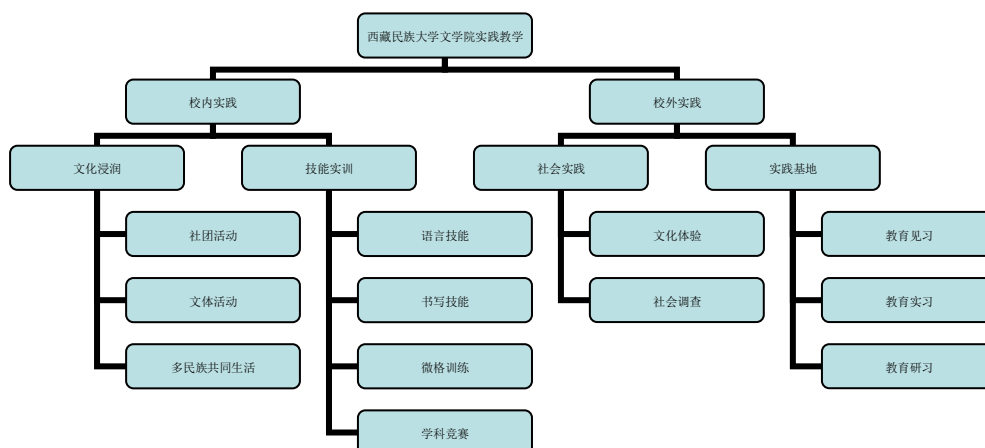 西藏民族大学文学院实践教学
校内实践
校外实践
文化浸润
技能实训
社会实践
实践基地
社团活动
语言技能
文化体验
教育见习
文体活动
书写技能
社会调查
教育实习
多民族共同生活
微格训练
教育研习
学科竞赛